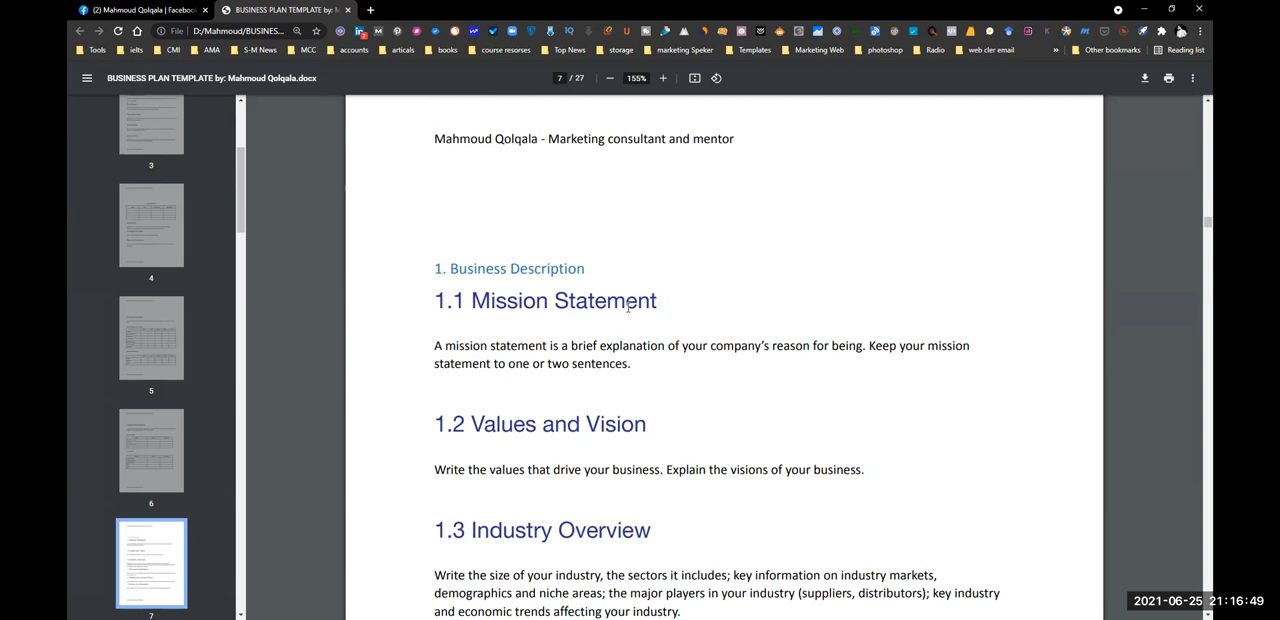 (2) Mahmoud Qolqala | Facebook
BUSINESS PLAN TEMPLATE by: M
File D:/Mahmoud/BUSINES...
Tools ielts CMI AMA S-M News MCC accounts articals books course resorses Top News storage marketing Speker Templates Marketing Web photoshop Radio web cler email » Other bookmarks Reading list
BUSINESS PLAN TEMPLATE by: Mahmoud Qolqala.docx 7 / 27 155%
3
4
5
6
7
Mahmoud Qolqala - Marketing consultant and mentor
1. Business Description
1.1 Mission Statement
A mission statement is a brief explanation of your company's reason for being. Keep your mission
statement to one or two sentences.
1.2 Values and Vision
Write the values that drive your business. Explain the visions of your business.
1.3 Industry Overview
Write the size of your industry, the sectors it includes; key information on industry markets,
demographics and niche areas; the major players in your industry (suppliers, distributors); key industry
and economic trends affecting your industry.
2021-06-25 21:16:49